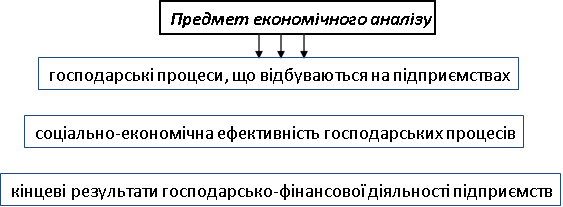 Предмет економічного аналізу
господарські процеси, що відбуваються на підприємствах
соціально-економічна ефективність господарських процесів
кінцеві результати господарсько-фінансової діяльності підприємств